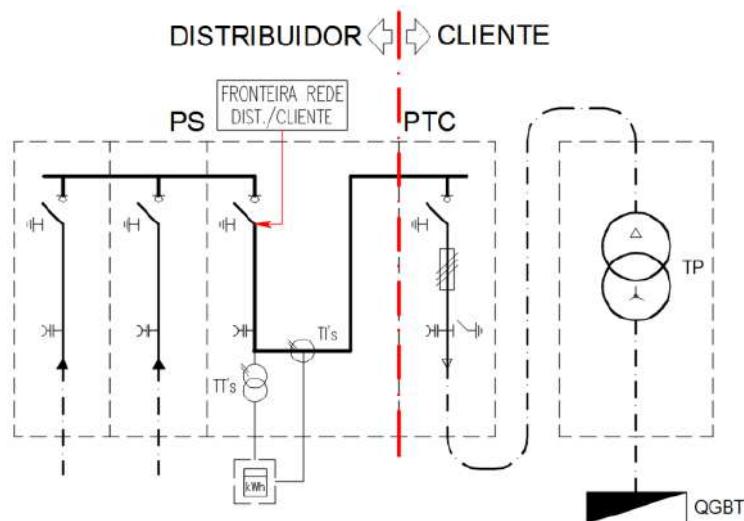 DISTRIBUIDOR CLIENTE
FRONTEIRA REDE
DIST./CLIENTE
PS
PTC
TP
TI's
TT's
kWh
QGBT